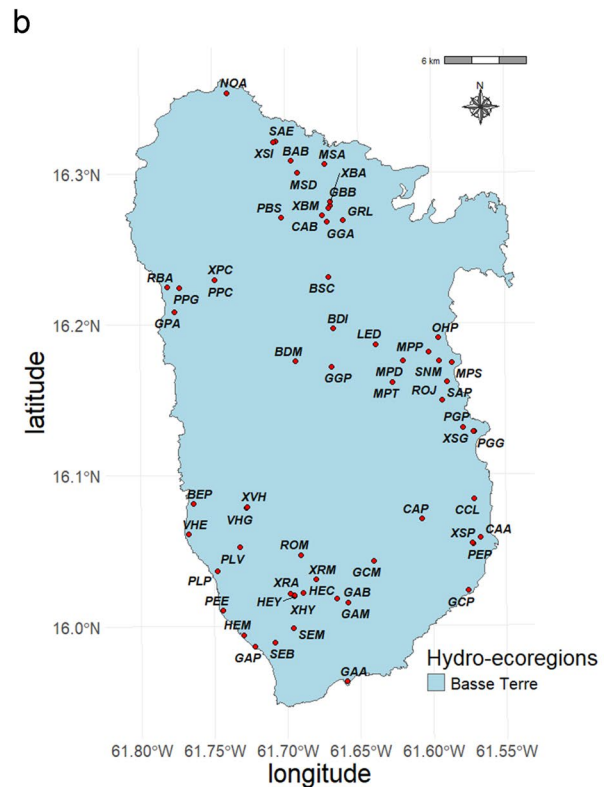 b
6 km
N
NOA
SAE
XSI
BAB
MSA
MSD
XBA
GBB
XBM
GRL
PBS
CAB
GGA
XPC
RBA
PPG
PPC
GPA
BSC
BDI
LED
OHP
MPP
BDM
GGP
MPD
SNM
MPS
MPT
ROJ
SAP
PGP
XSG
PGG
BEP
XVH
VHG
VHE
CAP
CCL
XSP
CAA
PEP
PLV
ROM
PLP
XRM
GCM
XRA
HEC
GAB
HEY
XHY
GAM
GCP
PEE
HEM
SEM
GAP
SEB
GAA
16.3°N
16.2°N
16.1°N
16.0°N
latitude
Hydro-ecoregions
Basse Terre
61.80°W 61.75°W 61.70°W 61.65°W 61.60°W 61.55°W
longitude